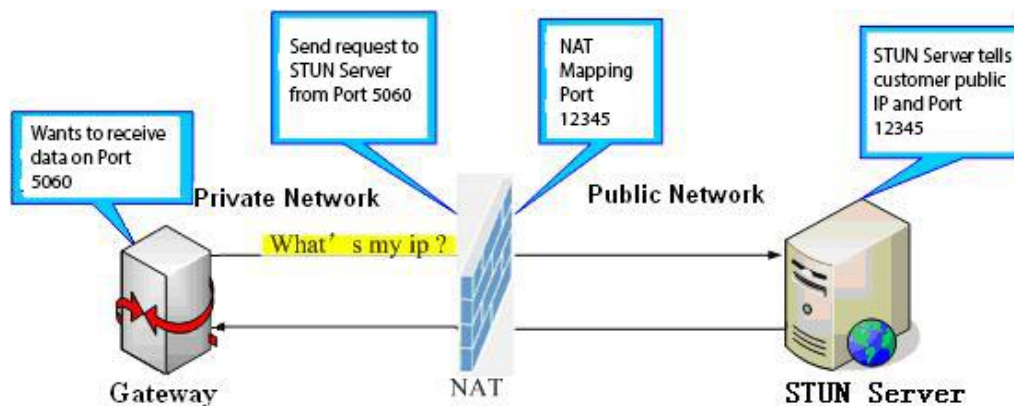 Send request to
STUN Server
from Port 5060
NAT
Mapping
Port
12345
STUN Server tells
customer public
IP and Port
12345
Wants to receive
data on Port
5060
Private Network
Public Network
What's my ip ?
Gateway
NAT
STUN Server